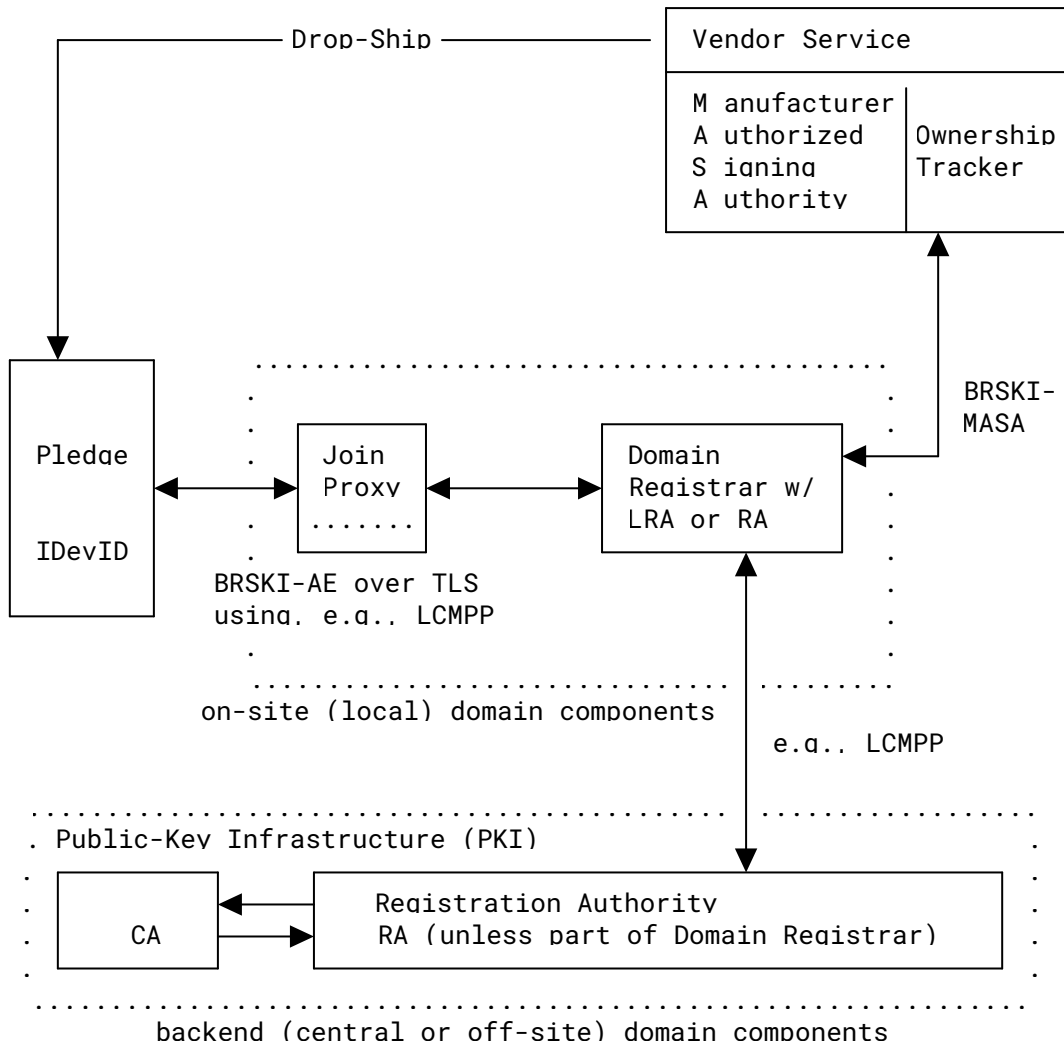 Drop-Ship
Vendor Service
M anufacturer
A uthorized
S igning
A uthority
Ownership
Tracker
BRSKI-
MASA
Pledge
IDevID
Join
Proxy
.......
Domain
Registrar w/
LRA or RA
BRSKI-AE over TLS
using, e.g., LCMPP
on-site (local) domain components
e.g., LCMPP
Public-Key Infrastructure (PKI)
CA
Registration Authority
RA (unless part of Domain Registrar)
backend (central or off-site) domain components